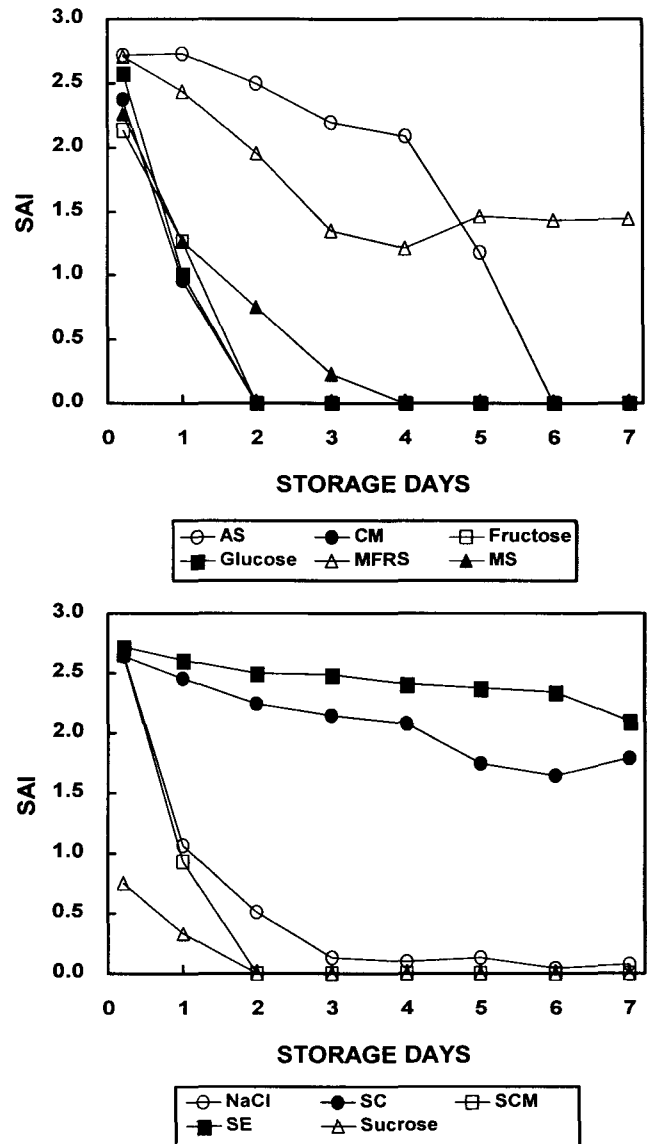 3.0
2.5
2.0
1.5
1.0
0.5
0.0
SAI
0 1 2 3 4 5 6 7
STORAGE DAYS
AS CM Fructose
Glucose MFRS MS
3.0
2.5
2.0
1.5
1.0
0.5
0.0
SAI
0 1 2 3 4 5 6 7
STORAGE DAYS
NaCl SC SCM
SE Sucrose